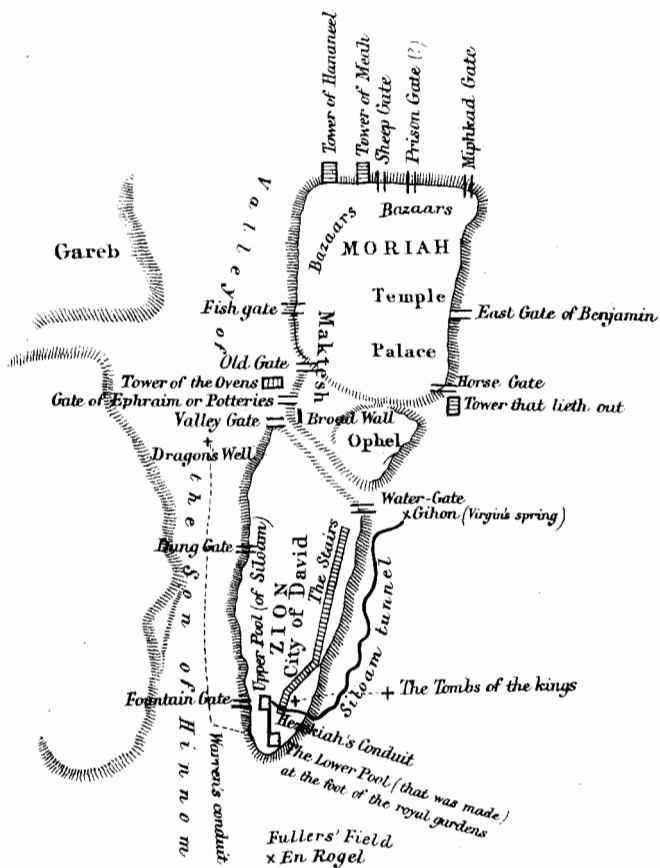 Tower of Hananeel
Tower of Meah
Sheep Gate
Prison Gate (?)
Miphkad Gate
Valley of
the Son of Hinnom
Gareb
Bazaars
Bazaars
MORIAH
Temple
Palace
Fish gate
Maktesh
East Gate of Benjamin
Old Gate
Tower of the Ovens
Gate of Ephraim or Potteries
Valley Gate
Broad Wall
Horse Gate
Tower that lieth out
Ophel
Dragons Well
Water-Gate
Gihon (Virgin's spring)
Dung Gate
Upper Pool (of Siloam)
ZION
City of David
The Stairs
Siloam tunnel
Fountain Gate
The Tombs of the kings
Hezekiah's Conduit
The Lower Pool (that was made)
at the foot of the royal gardens
Warren's conduit
Fullers' Field
x En Rogel